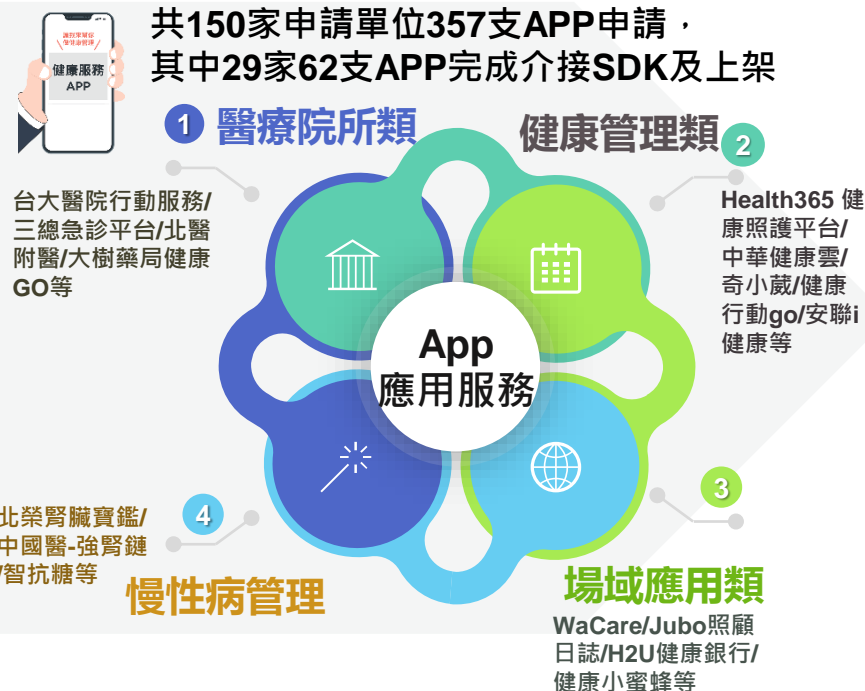 共150家申請單位357支APP申請，
其中29家62支APP完成介接SDK及上架
健康服務
APP
1 醫療院所類
台大醫院行動服務/
三總急診平台/北醫
附醫/大樹藥局健康
GO等
健康管理類 2
Health365 健
康照護平台/
中華健康雲/
奇小葳/健康
行動go/安聯i
健康等
App
應用服務
3
場域應用類
WaCare/Jubo照顧
日誌/H2U健康銀行/
健康小蜜蜂等
4
北榮腎臟寶鑑/
中國醫-強腎鏈
/智抗糖等
慢性病管理